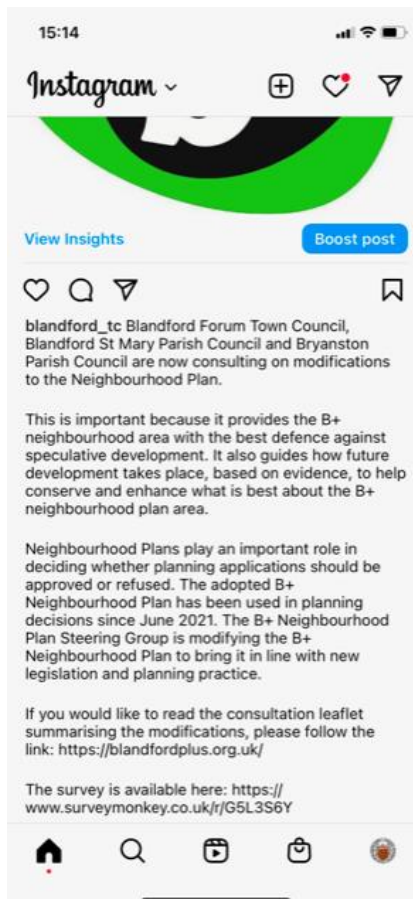 15:14
Instagram
View Insights
Boost post
blandford_tc Blandford Forum Town Council,
Blandford St Mary Parish Council and Bryanston
Parish Council are now consulting on modifications
to the Neighbourhood Plan.
This is important because it provides the B+
neighbourhood area with the best defence against
speculative development. It also guides how future
development takes place, based on evidence, to help
conserve and enhance what is best about the B+
neighbourhood plan area.
Neighbourhood Plans play an important role in
deciding whether planning applications should be
approved or refused. The adopted B+
Neighbourhood Plan has been used in planning
decisions since June 2021. The B+ Neighbourhood
Plan Steering Group is modifying the B+
Neighbourhood Plan to bring it in line with new
legislation and planning practice.
If you would like to read the consultation leaflet
summarising the modifications, please follow the
link: https://blandfordplus.org.uk/
The survey is available here: https://
www.surveymonkey.co.uk/r/G5L3S6Y